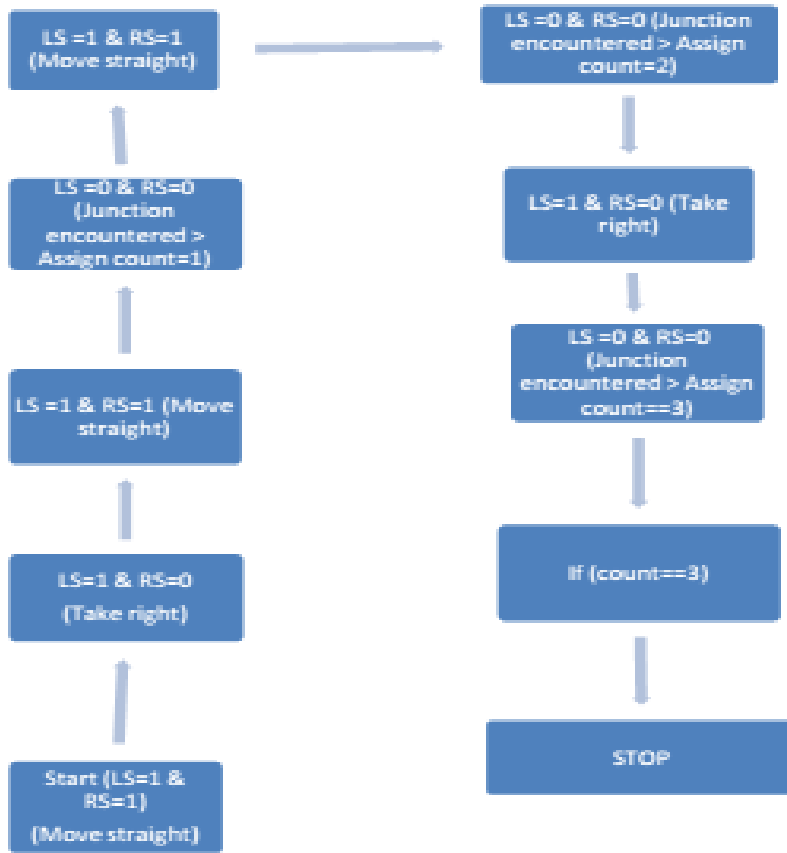 LS =1 & RS=1
(Move straight)
LS =0 & RS=0
(Junction
encountered >
Assign count=1)
LS =1 & RS=1 (Move
straight)
LS=1 & RS=0
(Take right)
Start (LS=1 &
RS=1)
(Move straight)
LS =0 & RS=0 (Junction
encountered > Assign
count=2)
LS=1 & RS=0 (Take
right)
LS =0 & RS=0
(Junction
encountered > Assign
count==3)
If (count==3)
STOP